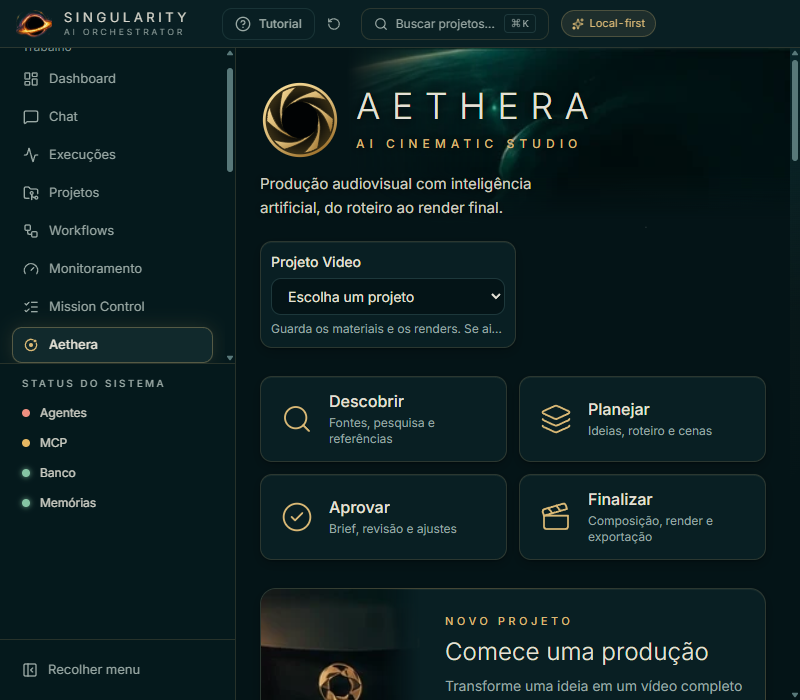 SINGULARITY
AI ORCHESTRATOR
Tutorial
Buscar projetos...
⌘K
Local-first
Trabalho
Dashboard
Chat
Execuções
Projetos
Workflows
Monitoramento
Mission Control
Aethera
STATUS DO SISTEMA
Agentes
MCP
Banco
Memórias
Recolher menu
AETHERA
AI CINEMATIC STUDIO
Produção audiovisual com inteligência
artificial, do roteiro ao render final.
Projeto Video
Escolha um projeto
Guarda os materiais e os renders. Se ai...
Descobrir
Fontes, pesquisa e
referências
Planejar
Ideias, roteiro e cenas
Aprovar
Brief, revisão e ajustes
Finalizar
Composição, render e
exportação
NOVO PROJETO
Comece uma produção
Transforme uma ideia em um vídeo completo